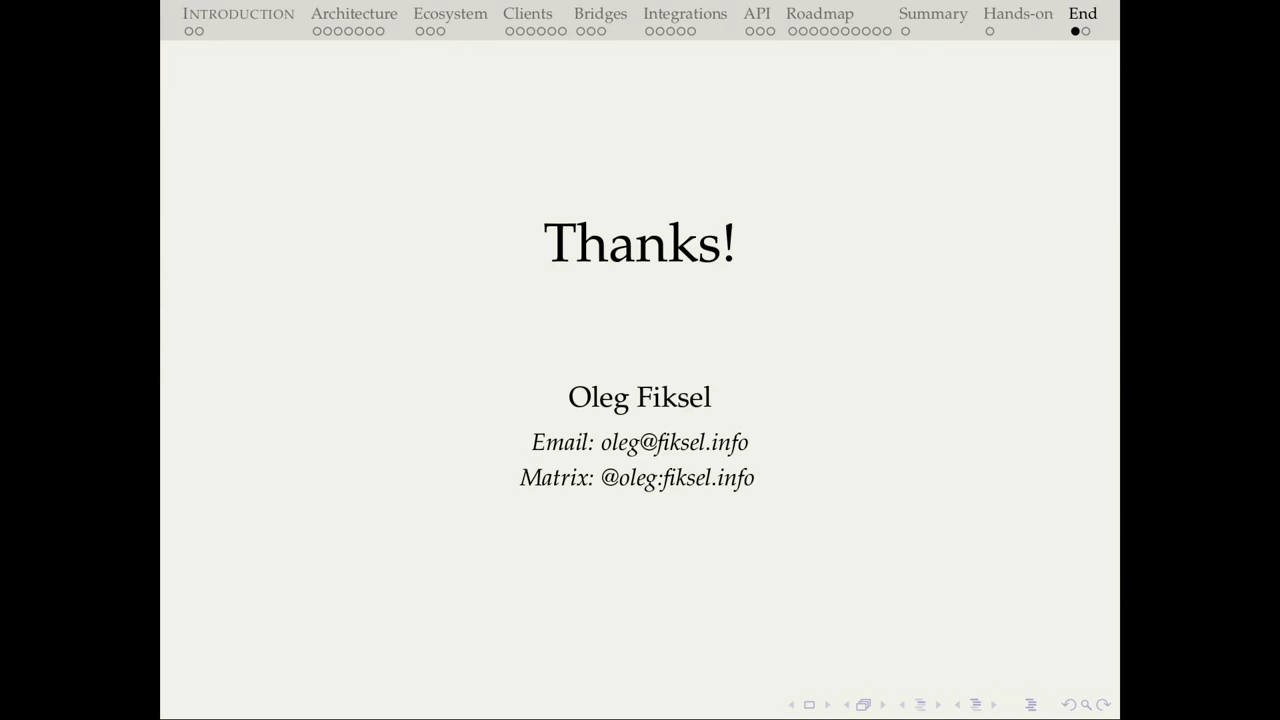 INTRODUCTION Architecture Ecosystem Clients Bridges Integrations API Roadmap Summary Hands-on End
Thanks!
Oleg Fiksel
Email: oleg@fiksel.info
Matrix: @oleg:fiksel.info